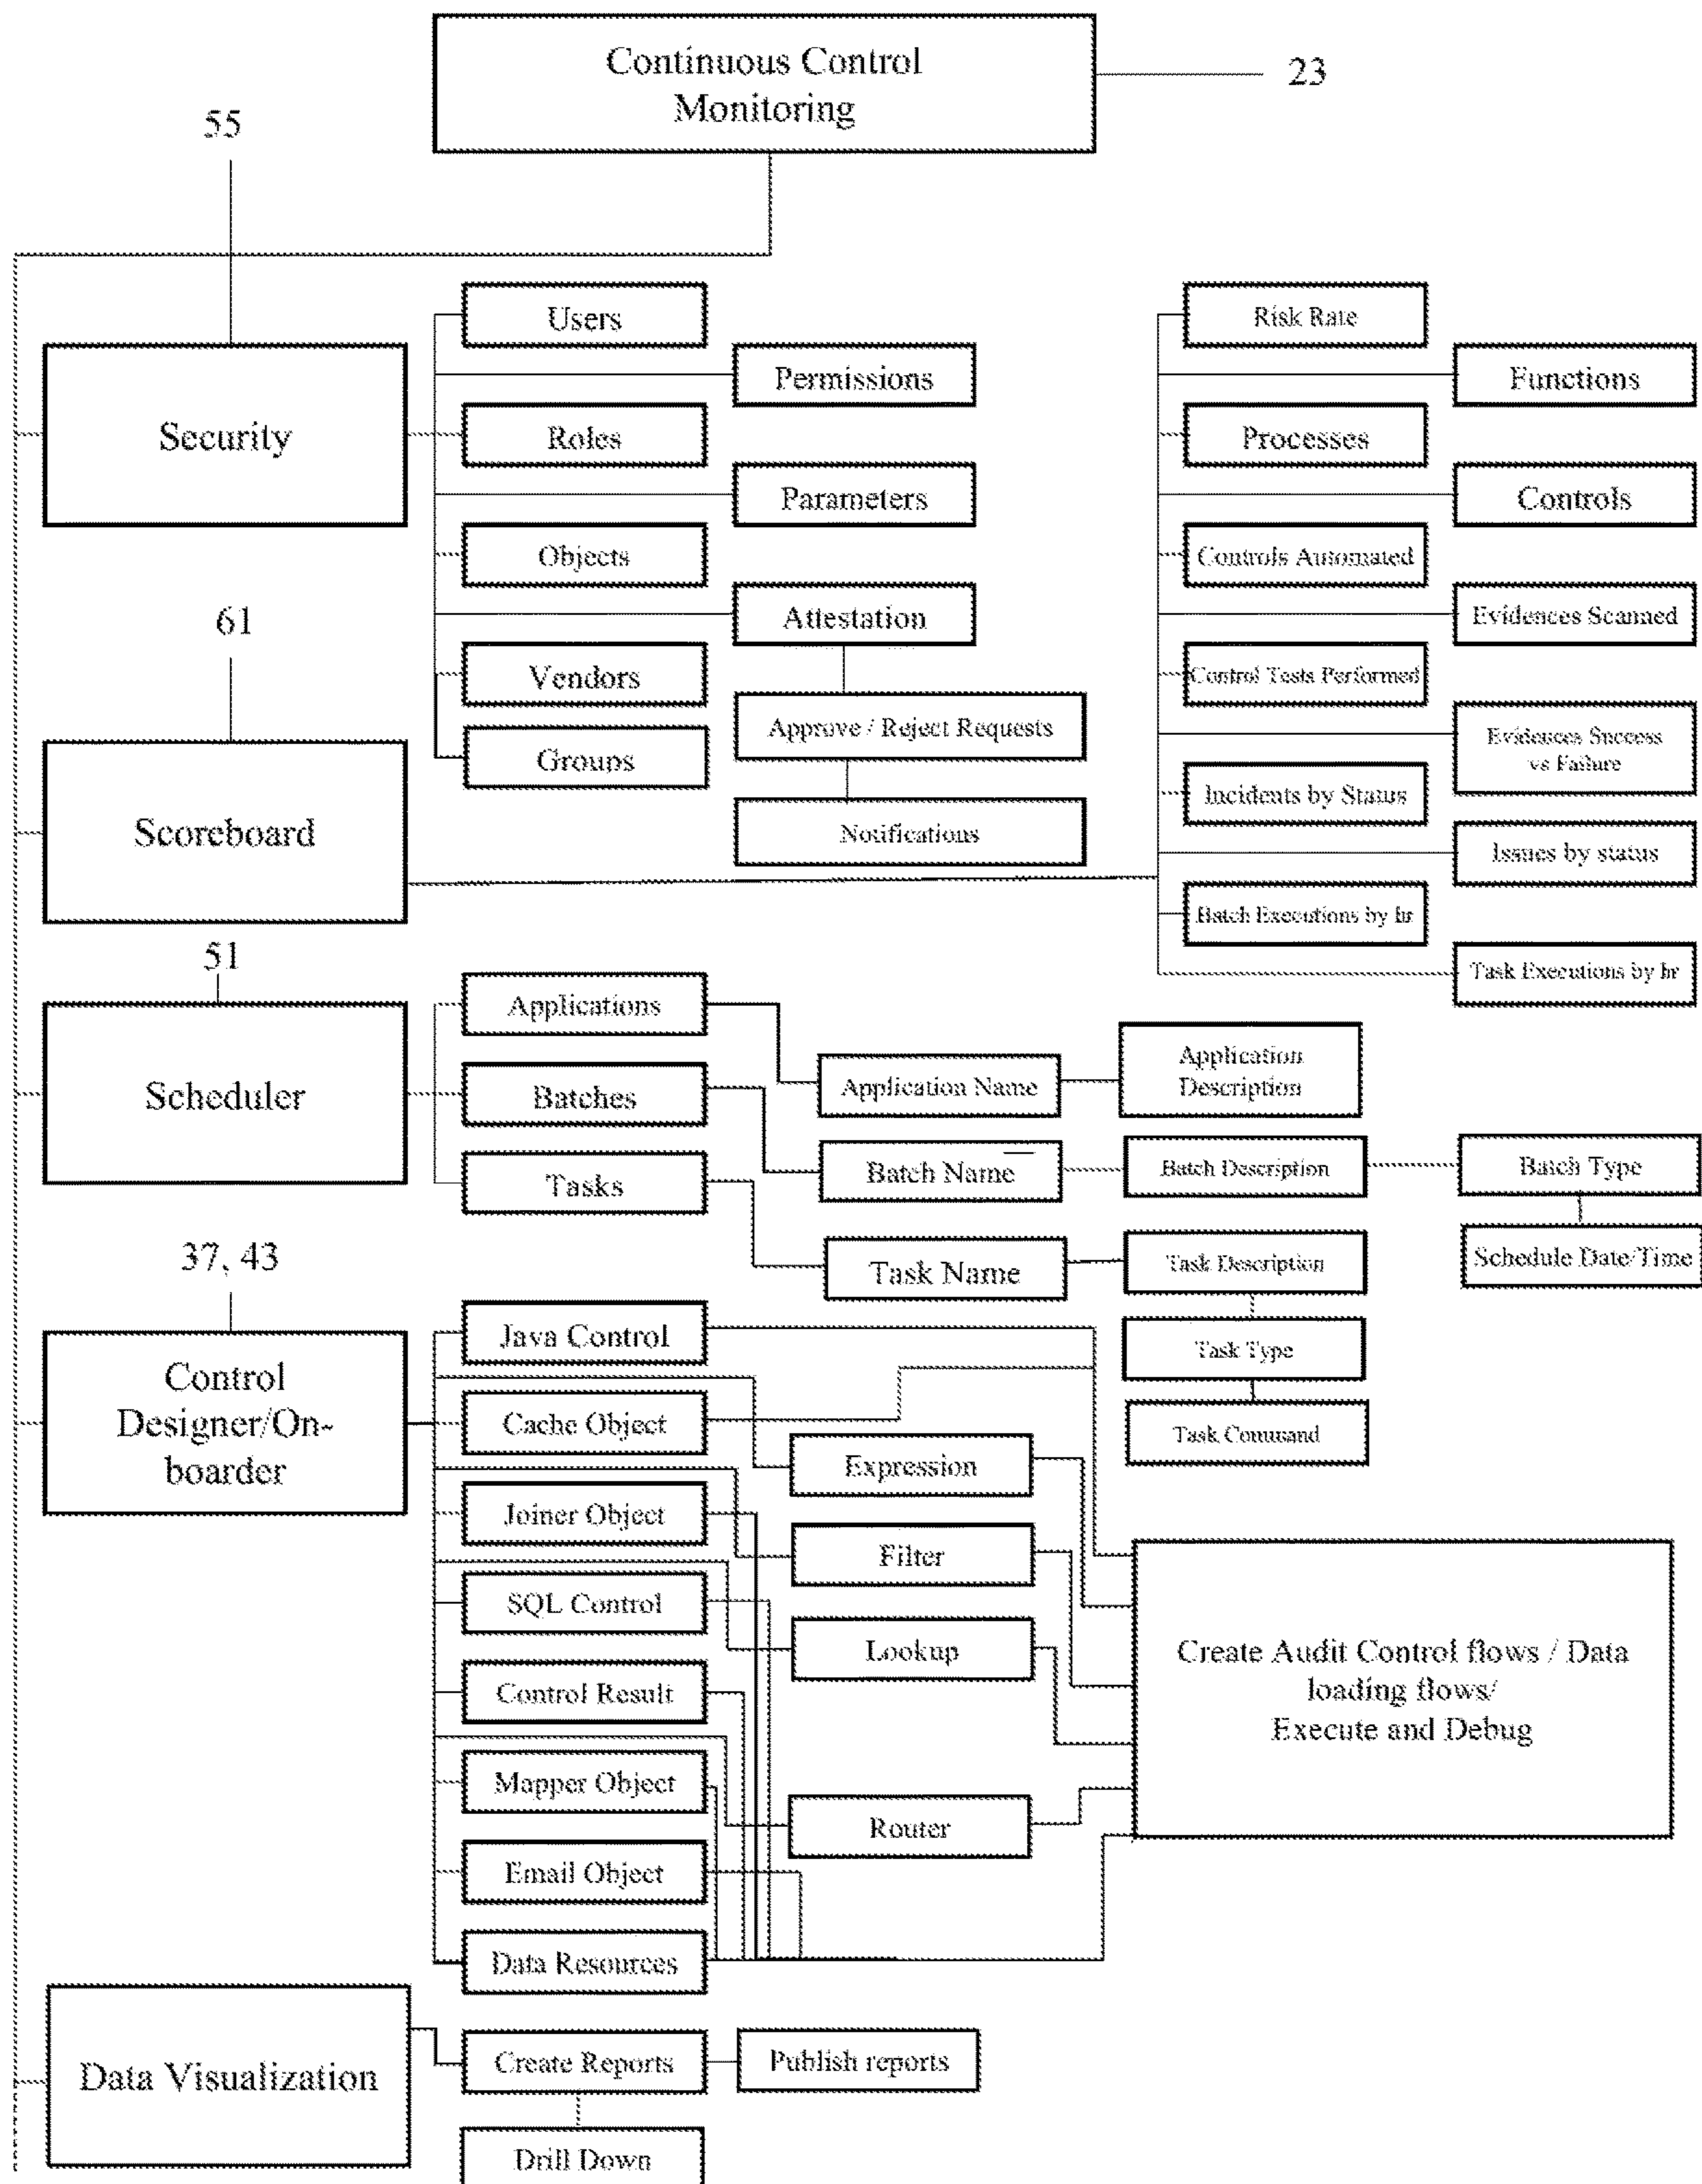 Continuous Control
Monitoring
23
55
Security
Users
Permissions
Roles
Parameters
Objects
Attestation
Vendors
Approve / Reject Requests
Groups
Notifications
Risk Rate
Functions
Processes
Controls
Controls Automated
Evidences Scanned
Control Tests Performed
Evidences Success
vs Failure
Incidents by Status
Issues by status
Batch Executions by hr
Task Executions by hr
61
Scoreboard
51
Scheduler
Applications
Application Name
Application
Description
Batches
Batch Name
Batch Description
Batch Type
Schedule Date/Time
Tasks
Task Name
Task Description
Task Type
Task Command
37, 43
Control
Designer/On-
boarder
Java Control
Cache Object
Expression
Joiner Object
Filter
SQL Control
Lookup
Control Result
Mapper Object
Router
Email Object
Data Resources
Create Audit Control flows / Data
loading flows/
Execute and Debug
Data Visualization
Create Reports
Publish reports
Drill Down